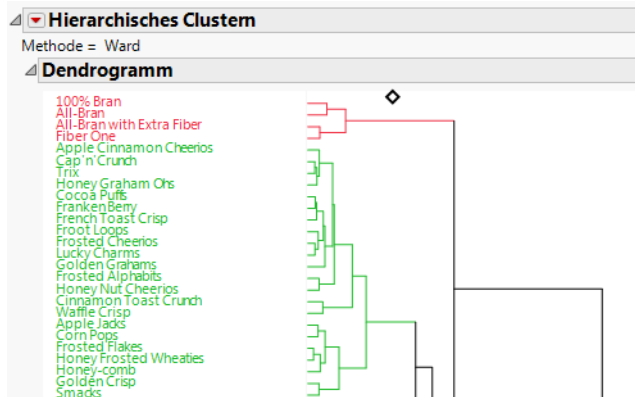 Hierarchisches Clustern
Methode = Ward
Dendrogramm
100% Bran
All-Bran
All-Bran with Extra Fiber
Fiber One
Apple Cinnamon Cheerios
Cap'n'Crunch
Trix
Honey Graham Ohs
Cocoa Puffs
FrankenBerry
French Toast Crisp
Froot Loops
Frosted Cheerios
Lucky Charms
Golden Grahams
Frosted Alphabits
Honey Nut Cheerios
Cinnamon Toast Crunch
Waffle Crisp
Apple Jacks
Corn Pops
Frosted Flakes
Honey Frosted Wheaties
Honey-comb
Golden Crisp
Smacks